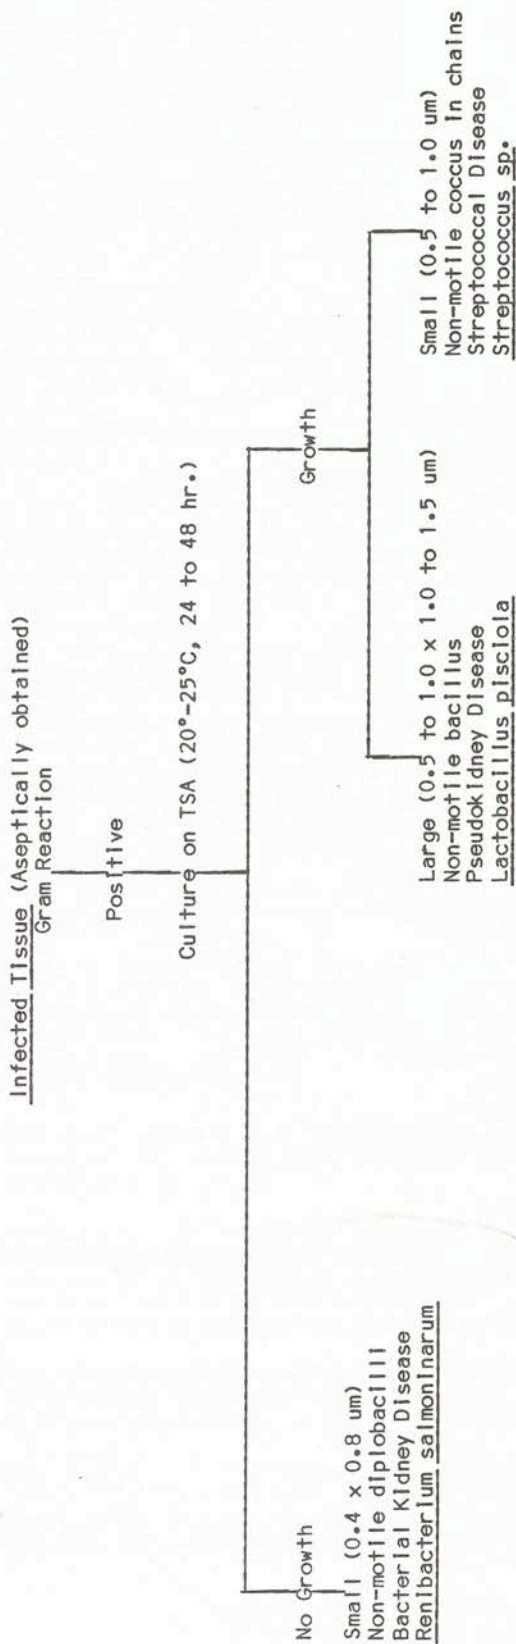 Infected Tissue (Aseptically obtained)
Gram Reaction
Positive
Culture on TSA (20°-25°C, 24 to 48 hr.)
No Growth
Small (0.4 x 0.8 um)
Non-motile diplobacilli
Bacterial Kidney Disease
Renibacterium salmoninarum
Growth
Large (0.5 to 1.0 x 1.0 to 1.5 um)
Non-motile bacillus
Pseudokidney Disease
Lactobacillus pisciola
Small (0.5 to 1.0 um)
Non-motile coccus in chains
Streptococcal Disease
Streptococcus sp.